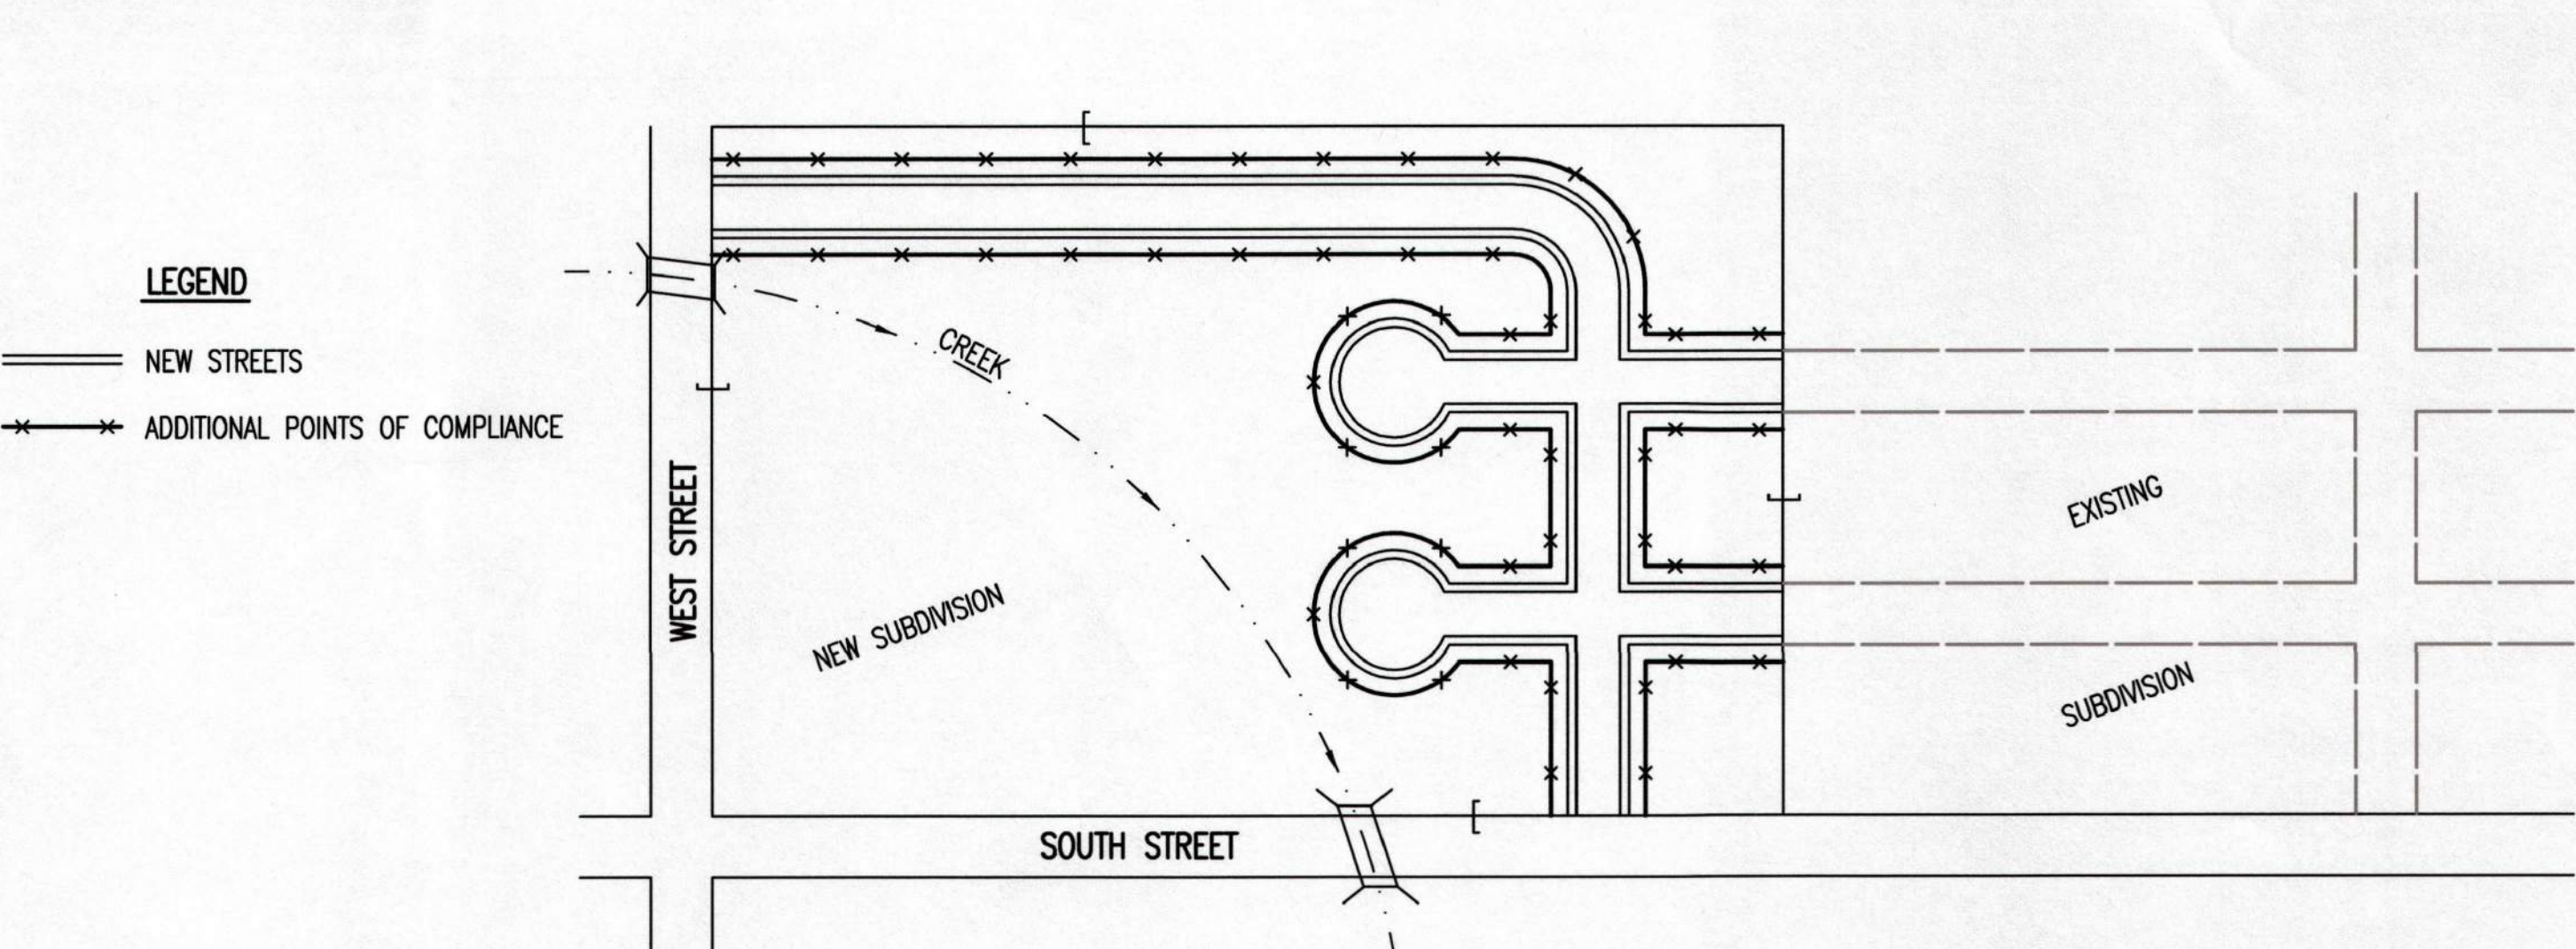 LEGEND
NEW STREETS
ADDITIONAL POINTS OF COMPLIANCE
CREEK
WEST STREET
NEW SUBDIVISION
SOUTH STREET
EXISTING
SUBDIVISION